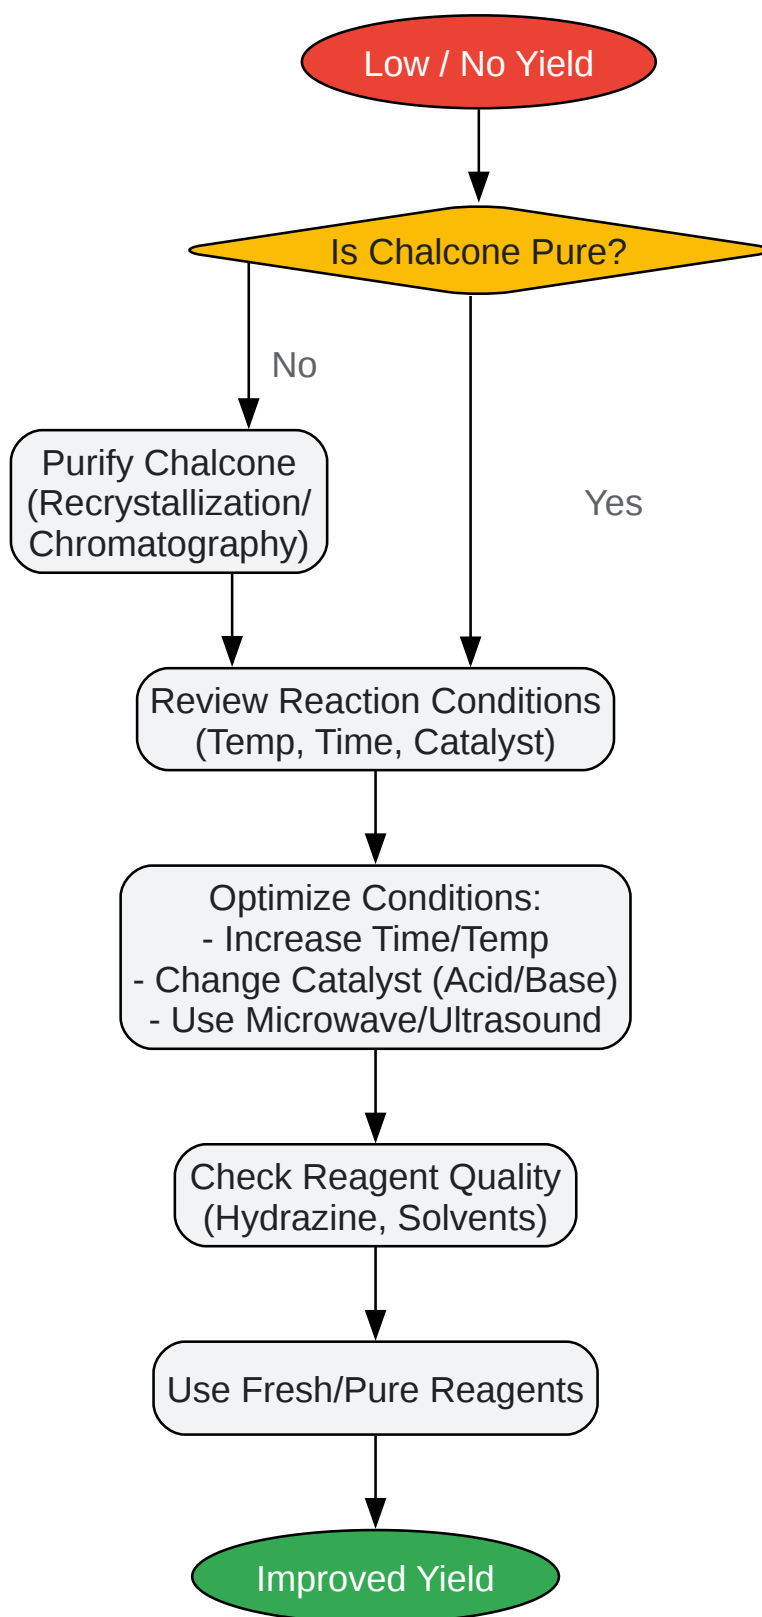 Low / No Yield
Is Chalcone Pure?
No
Purify Chalcone
(Recrystallization/
Chromatography)
Yes
Review Reaction Conditions
(Temp, Time, Catalyst)
Optimize Conditions:
- Increase Time/Temp
- Change Catalyst (Acid/Base)
- Use Microwave/Ultrasound
Check Reagent Quality
(Hydrazine, Solvents)
Use Fresh/Pure Reagents
Improved Yield